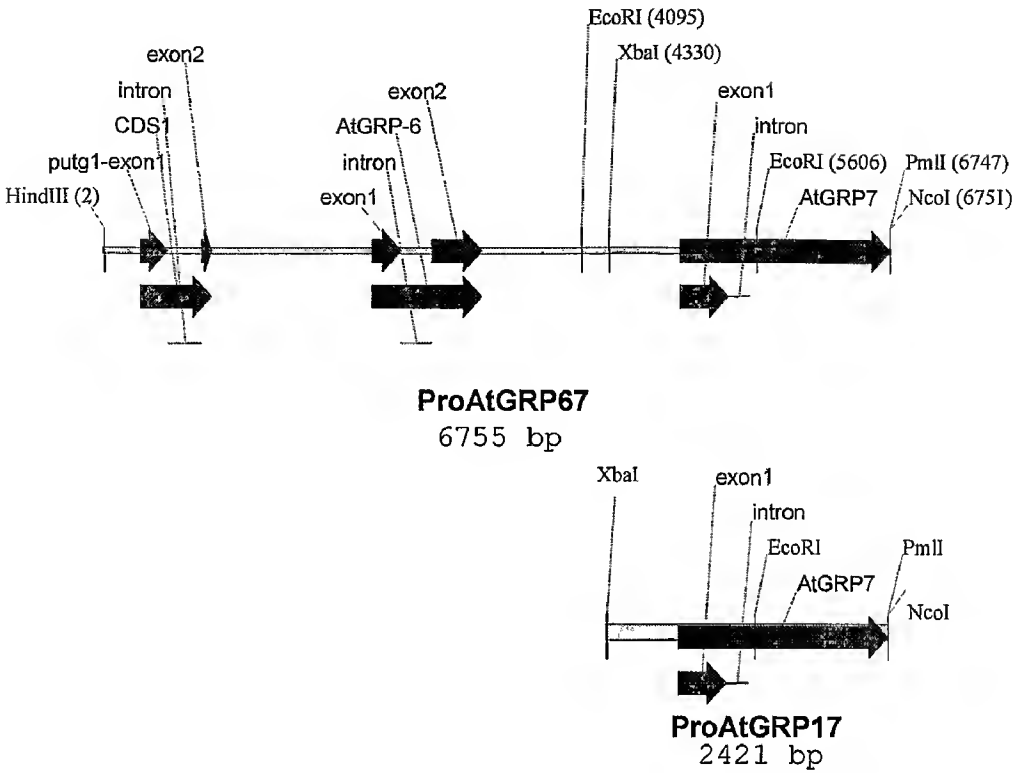 EcoRI (4095)
exon2
XbaI (4330)
intron
exon2
exon1
CDS1
AtGRP-6
intron
putg1-exon1
intron
EcoRI (5606)
PmlI (6747)
HindIII (2)
exon1
AtGRP7
NcoI (675I)
ProAtGRP67
6755 bp
XbaI
exon1
intron
EcoRI
PmlI
AtGRP7
NcoI
ProAtGRP17
2421 bp